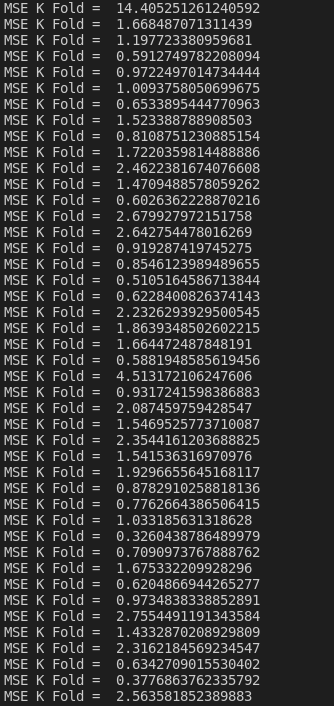 MSE K Fold =  14.405251261240592
MSE K Fold =  1.668487071311439
MSE K Fold =  1.197723380959681
MSE K Fold =  0.5912749782208094
MSE K Fold =  0.9722497014734444
MSE K Fold =  1.0093758050699675
MSE K Fold =  0.6533895444770963
MSE K Fold =  1.523388788908503
MSE K Fold =  0.8108751230885154
MSE K Fold =  1.7220359814488886
MSE K Fold =  2.4622381674076608
MSE K Fold =  1.4709488578059262
MSE K Fold =  0.6026362228870216
MSE K Fold =  2.679927972151758
MSE K Fold =  2.642754478016269
MSE K Fold =  0.919287419745275
MSE K Fold =  0.8546123989489655
MSE K Fold =  0.5105164586713844
MSE K Fold =  0.6228400826374143
MSE K Fold =  2.2326293929500545
MSE K Fold =  1.8639348502602215
MSE K Fold =  1.664472487848191
MSE K Fold =  0.5881948585619456
MSE K Fold =  4.513172106247606
MSE K Fold =  0.9317241598386883
MSE K Fold =  2.087459759428547
MSE K Fold =  1.5469525773710087
MSE K Fold =  2.3544161203688825
MSE K Fold =  1.541536316970976
MSE K Fold =  1.9296655645168117
MSE K Fold =  0.8782910258818136
MSE K Fold =  0.7762664386506415
MSE K Fold =  1.033185631318628
MSE K Fold =  0.3260438786489979
MSE K Fold =  0.7090973767888762
MSE K Fold =  1.675332209928296
MSE K Fold =  0.6204866944265277
MSE K Fold =  0.9734838338852891
MSE K Fold =  2.7554491191343584
MSE K Fold =  1.4332870208929809
MSE K Fold =  2.3162184569234547
MSE K Fold =  0.6342709015530402
MSE K Fold =  0.3776863762335792
MSE K Fold =  2.563581852389883